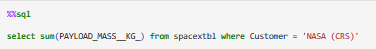 %%sql
select sum(PAYLOAD_MASS__KG_) from spacextbl where Customer = 'NASA (CRS)'